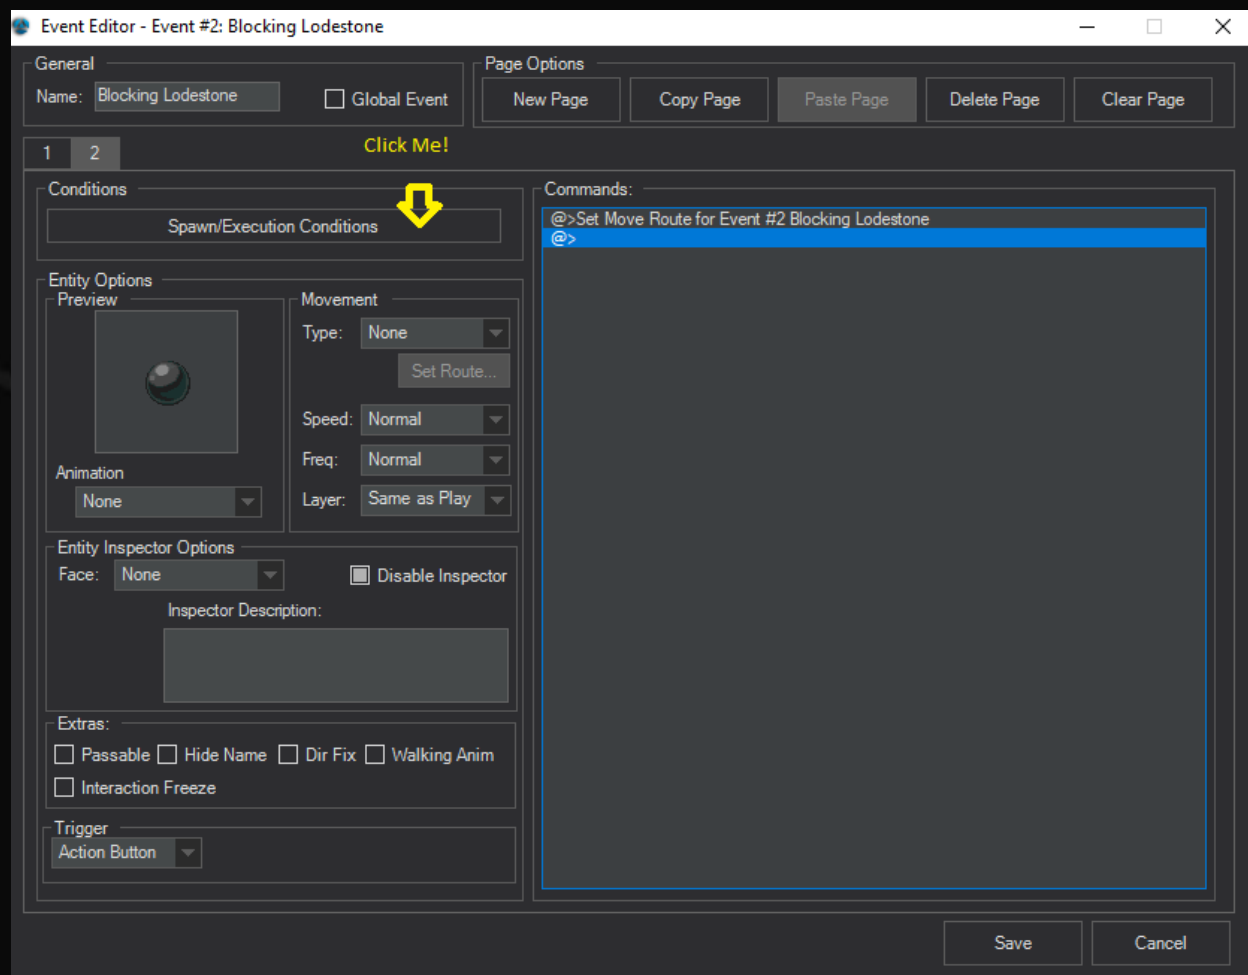 Event Editor - Event #2: Blocking Lodestone
General
Name: Blocking Lodestone
Global Event
Page Options
New Page
Copy Page
Paste Page
Delete Page
Clear Page
Click Me!
1
2
Conditions
Spawn/Execution Conditions
Entity Options
Preview
Animation
None
Movement
Type: None
Set Route...
Speed: Normal
Freq: Normal
Layer: Same as Play
Entity Inspector Options
Face: None
Disable Inspector
Inspector Description:
Extras:
Passable
Hide Name
Dir Fix
Walking Anim
Interaction Freeze
Trigger
Action Button
Commands:
@>Set Move Route for Event #2 Blocking Lodestone
@>
Save
Cancel